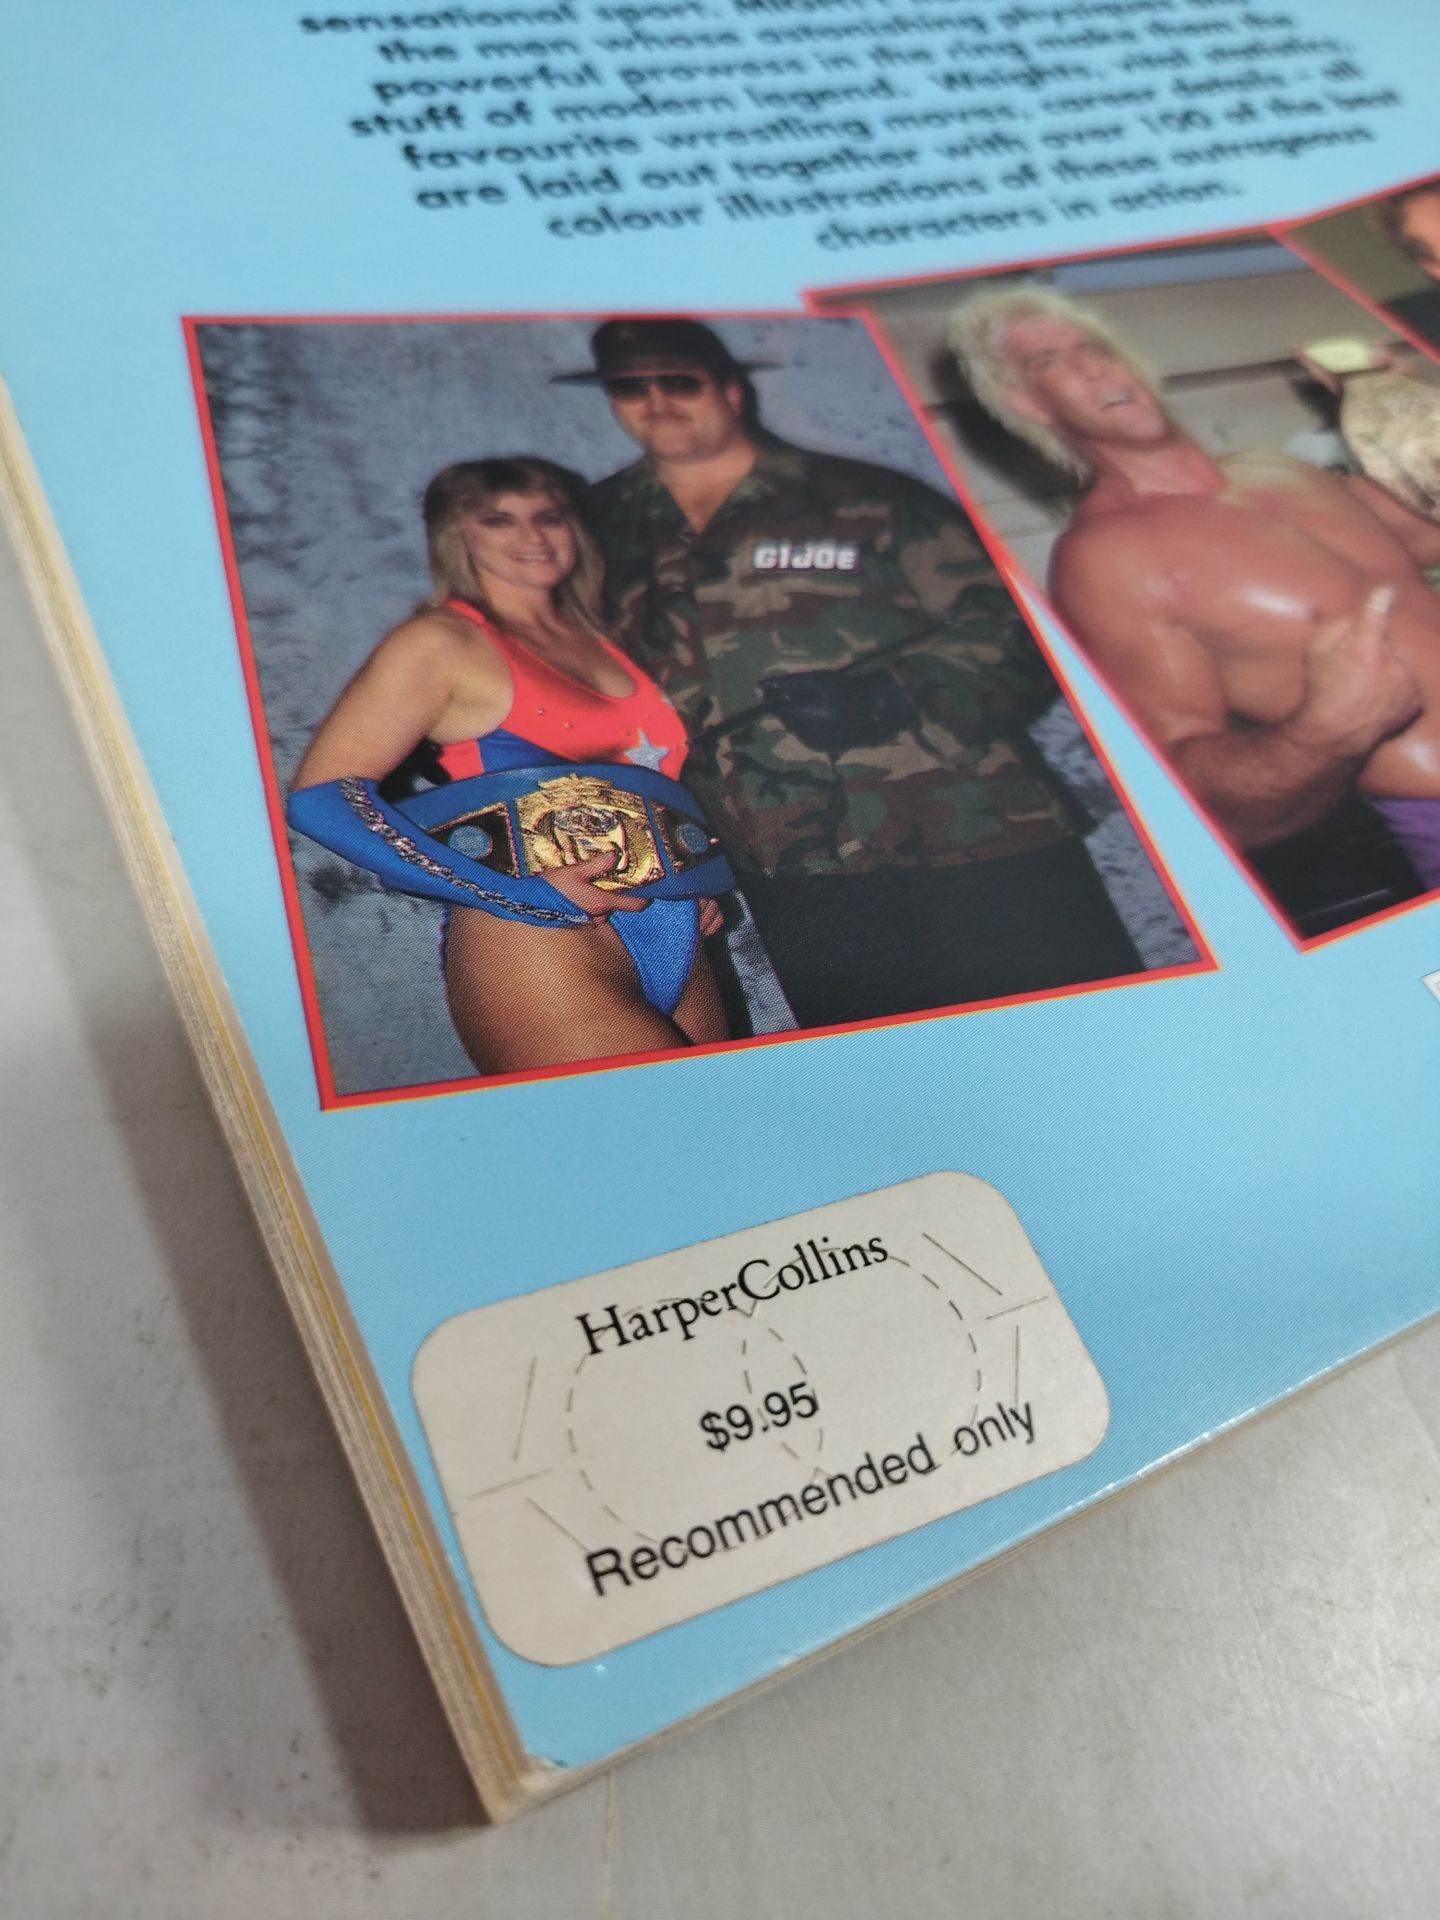 sensational sport.
the men whose astonishing physiques and
powerful prowess in the ring make them the
stuff of modern legend. Weights, vital statistics,
favourite wrestling moves, career details - all
are laid out together with over 100 of the best
colour illustrations of these outrageous
characters in action.
GIJOE
HarperCollins
$9.95
Recommended only